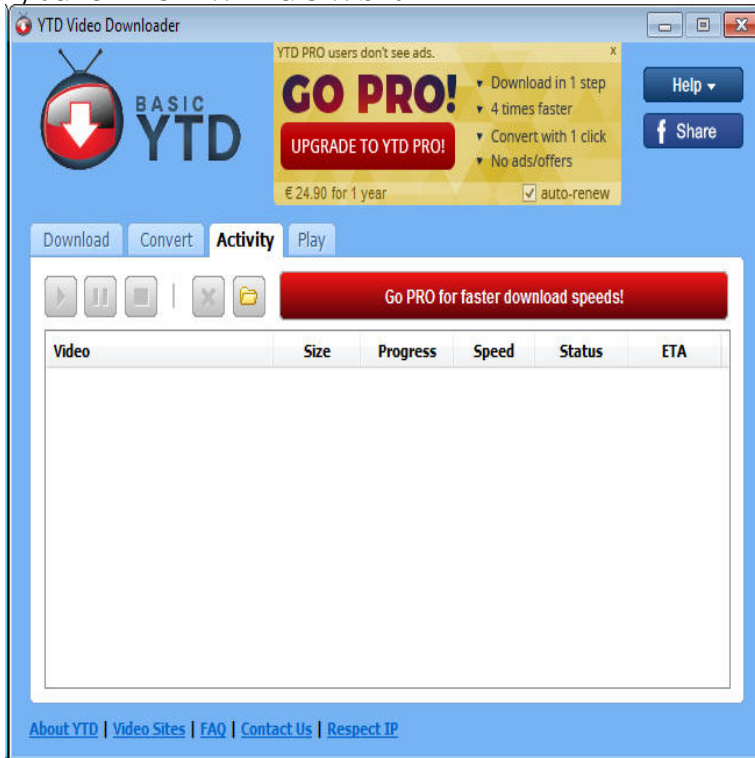 YTD Video Downloader
YTD PRO users don't see ads. X
BASIC
YTD
GO PRO!
UPGRADE TO YTD PRO!
Download in 1 step
4 times faster
Convert with 1 click
No ads/offers
€ 24.90 for 1 year
auto-renew
Help
f Share
Download Convert Activity Play
Go PRO for faster download speeds!
Video Size Progress Speed Status ETA
About YTD | Video Sites | FAQ | Contact Us | Respect IP